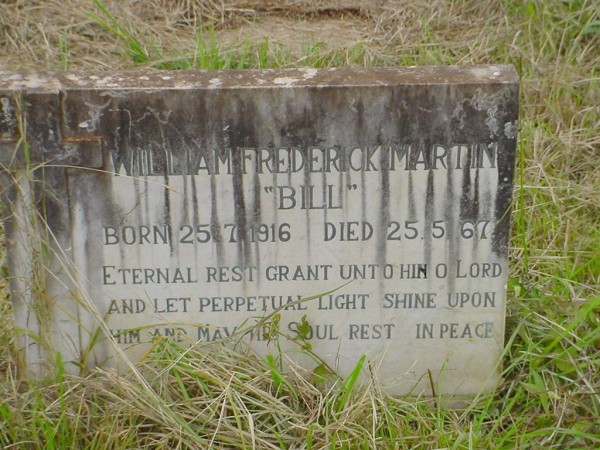 WILLIAM FREDERICK MARTIN
"BILL"
BORN 25.7.1916 DIED 25.5.67
ETERNAL REST GRANT UNTO HIM O LORD
AND LET PERPETUAL LIGHT SHINE UPON
HIM AND MAY HIS SOUL REST IN PEACE